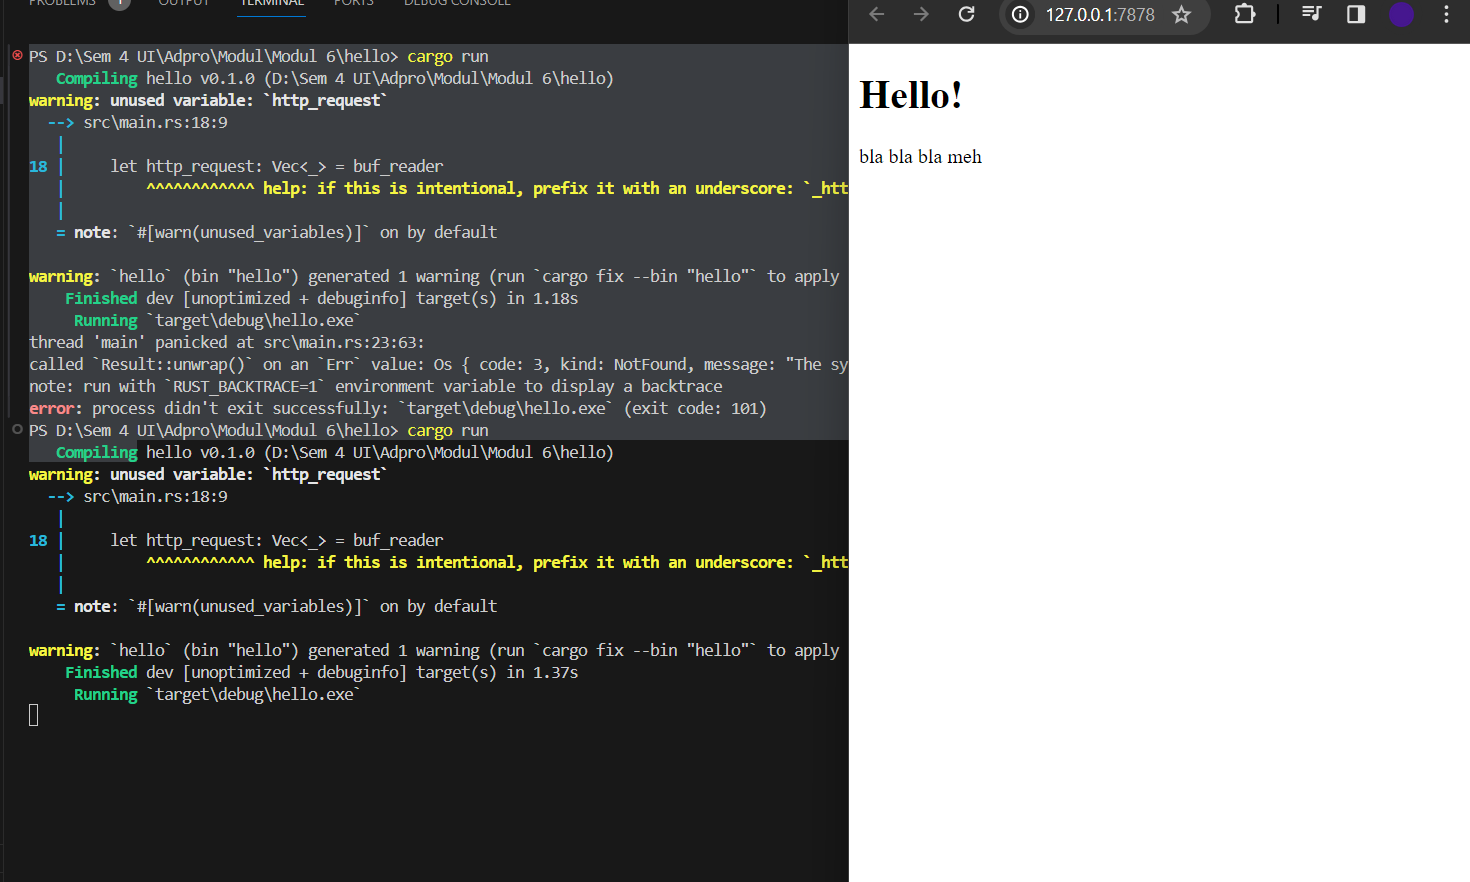 PROBLEMS 1 OUTPUT TERMINAL PORTS DEBUG CONSOLE
PS D:\Sem 4 UI\Adpro\Modul\Modul 6\hello> cargo run
Compiling hello v0.1.0 (D:\Sem 4 UI\Adpro\Modul\Modul 6\hello)
warning: unused variable: `http_request`
--> src\main.rs:18:9
|
18 | let http_request: Vec<_> = buf_reader
| ^^^^^^^^^^^^ help: if this is intentional, prefix it with an underscore: `_htt
|
= note: `#[warn(unused_variables)]` on by default
warning: `hello` (bin "hello") generated 1 warning (run `cargo fix --bin "hello"` to apply
Finished dev [unoptimized + debuginfo] target(s) in 1.18s
Running `target\debug\hello.exe`
thread 'main' panicked at src\main.rs:23:63:
called `Result::unwrap()` on an `Err` value: Os { code: 3, kind: NotFound, message: "The sy
note: run with `RUST_BACKTRACE=1` environment variable to display a backtrace
error: process didn't exit successfully: `target\debug\hello.exe` (exit code: 101)
PS D:\Sem 4 UI\Adpro\Modul\Modul 6\hello> cargo run
Compiling hello v0.1.0 (D:\Sem 4 UI\Adpro\Modul\Modul 6\hello)
warning: unused variable: `http_request`
--> src\main.rs:18:9
|
18 | let http_request: Vec<_> = buf_reader
| ^^^^^^^^^^^^ help: if this is intentional, prefix it with an underscore: `_htt
|
= note: `#[warn(unused_variables)]` on by default
warning: `hello` (bin "hello") generated 1 warning (run `cargo fix --bin "hello"` to apply
Finished dev [unoptimized + debuginfo] target(s) in 1.37s
Running `target\debug\hello.exe`
127.0.0.1:7878
Hello!
bla bla bla meh